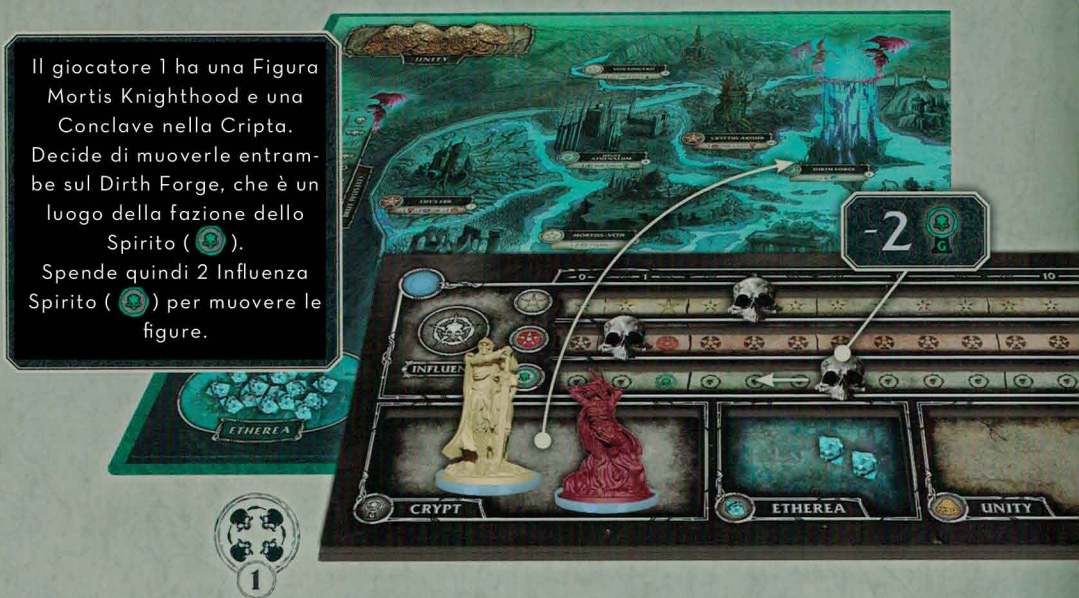 Il giocatore 1 ha una Figura
Mortis Knighthood e una
Conclave nella Cripta.
Decide di muoverle entram-
be sul Dirth Forge, che è un
luogo della fazione dello
Spirito ( ).
Spende quindi 2 Influenza
Spirito ( ) per muovere le
figure.
UNITY
DIRTH FORGE
MORTISS-VETH
-2
G
0
1
10
INFLUEN
ETHEREA
CRYPT
ETHEREA
UNITY
1